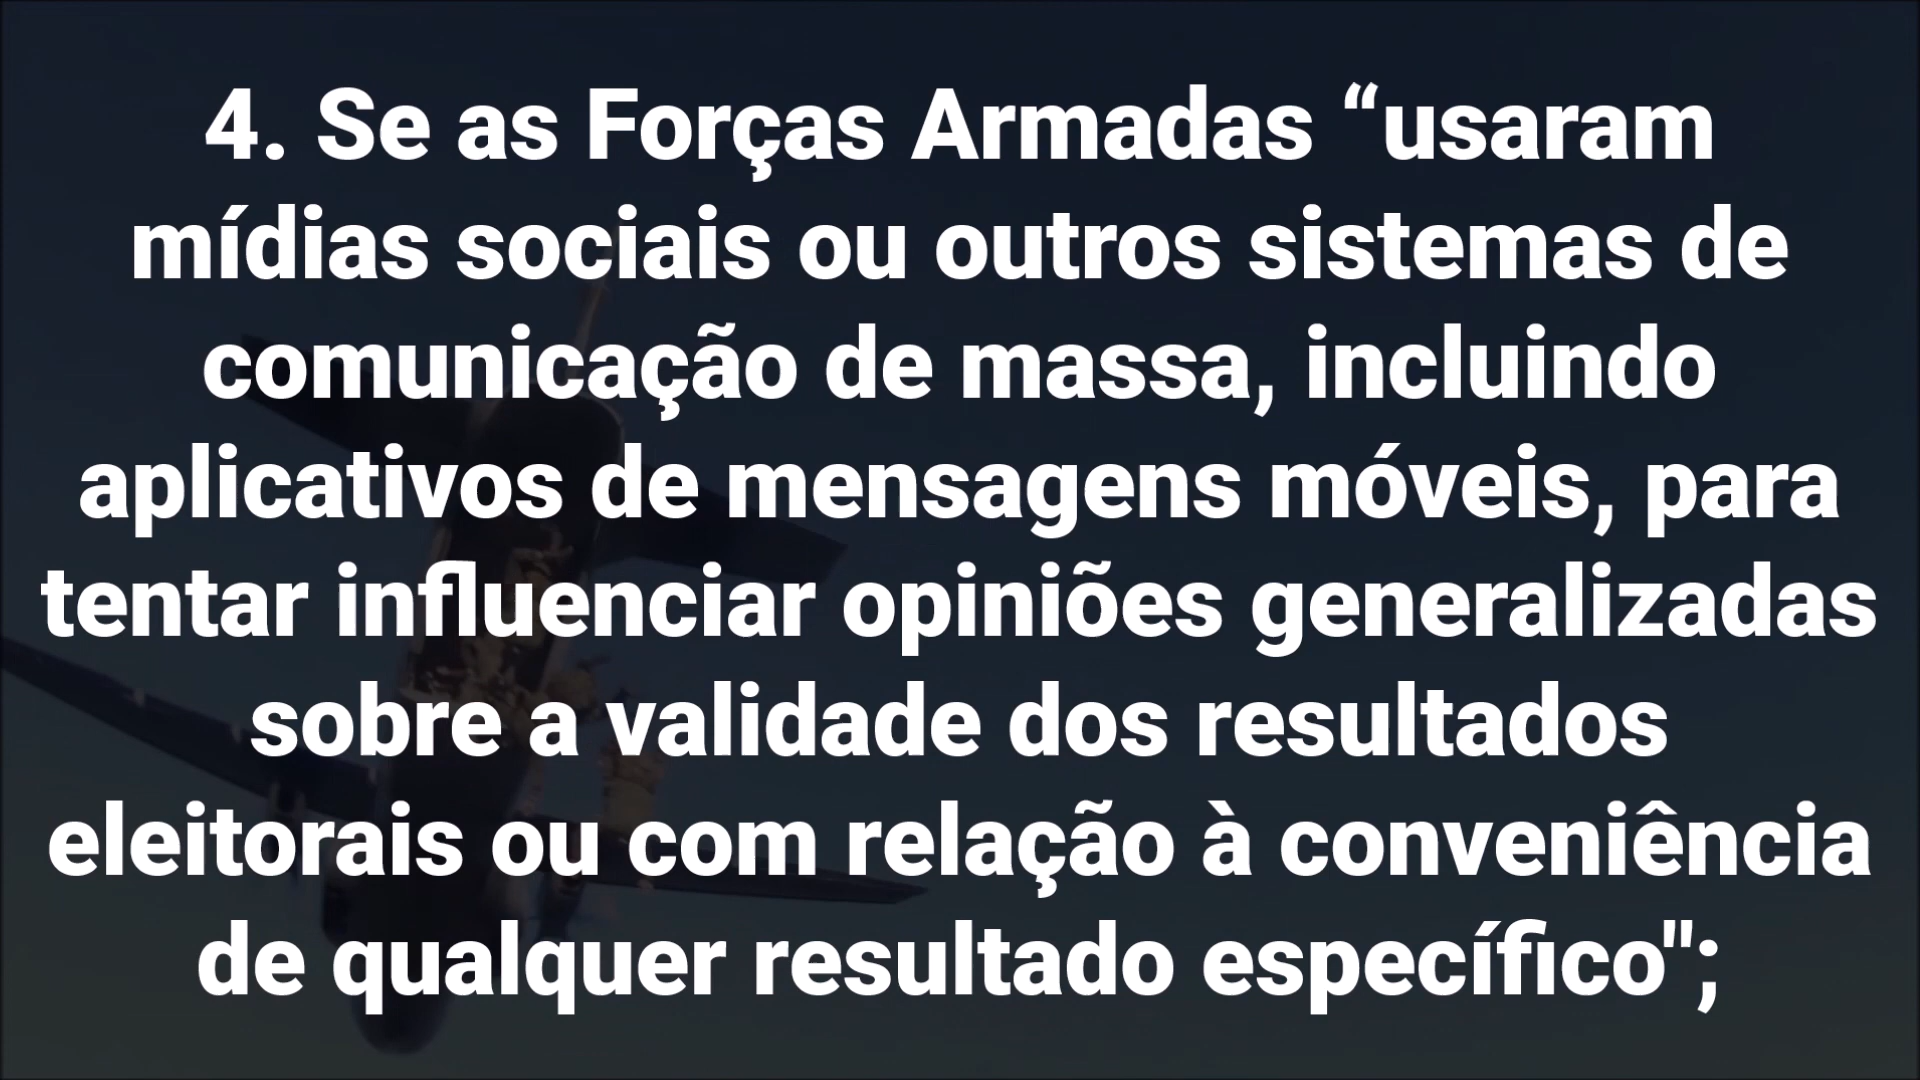 4. Se as Forças Armadas “usaram
mídias sociais ou outros sistemas de
comunicação de massa, incluindo
aplicativos de mensagens móveis, para
tentar influenciar opiniões generalizadas
sobre a validade dos resultados
eleitorais ou com relação à conveniência
de qualquer resultado específico";